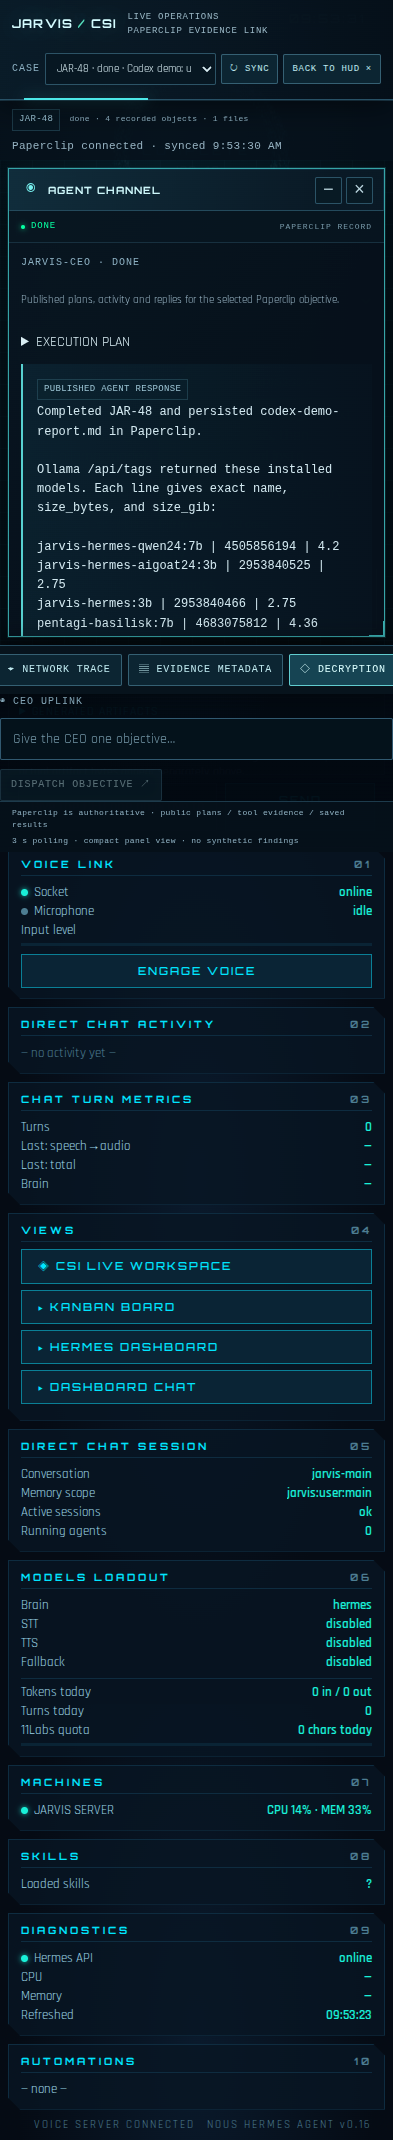 JARVIS / CSI
LIVE OPERATIONS
PAPERCLIP EVIDENCE LINK
CASE
JAR-48 · done · Codex demo: u
↻ SYNC
BACK TO HUD ×
JAR-48
done · 4 recorded objects · 1 files
Paperclip connected · synced 9:53:30 AM
◉ AGENT CHANNEL
− ×
DONE
PAPERCLIP RECORD
JARVIS-CEO · DONE
Published plans, activity and replies for the selected Paperclip objective.
▶ EXECUTION PLAN
PUBLISHED AGENT RESPONSE
Completed JAR-48 and persisted codex-demo-
report.md in Paperclip.
Ollama /api/tags returned these installed
models. Each line gives exact name,
size_bytes, and size_gib:
jarvis-hermes-qwen24:7b | 4505856194 | 4.2
jarvis-hermes-aigoat24:3b | 2953840525 |
2.75
jarvis-hermes:3b | 2953840466 | 2.75
pentagi-basilisk:7b | 4683075812 | 4.36
NETWORK TRACE
▤ EVIDENCE METADATA
◇ DECRYPTION
CEO UPLINK
Give the CEO one objective...
DISPATCH OBJECTIVE ↗
Paperclip is authoritative · public plans / tool evidence / saved
results
3 s polling · compact panel view · no synthetic findings
VOICE LINK 01
Socket online
Microphone idle
Input level
ENGAGE VOICE
DIRECT CHAT ACTIVITY 02
— no activity yet —
CHAT TURN METRICS 03
Turns 0
Last: speech→audio —
Last: total —
Brain —
VIEWS 04
◈ CSI LIVE WORKSPACE
▸ KANBAN BOARD
▸ HERMES DASHBOARD
▸ DASHBOARD CHAT
DIRECT CHAT SESSION 05
Conversation jarvis-main
Memory scope jarvis:user:main
Active sessions ok
Running agents 0
MODELS LOADOUT 06
Brain hermes
STT disabled
TTS disabled
Fallback disabled
Tokens today 0 in / 0 out
Turns today 0
11Labs quota 0 chars today
MACHINES 07
JARVIS SERVER CPU 14% · MEM 33%
SKILLS 08
Loaded skills ?
DIAGNOSTICS 09
Hermes API online
CPU —
Memory —
Refreshed 09:53:23
AUTOMATIONS 10
— none —
VOICE SERVER CONNECTED NOUS HERMES AGENT v0.15